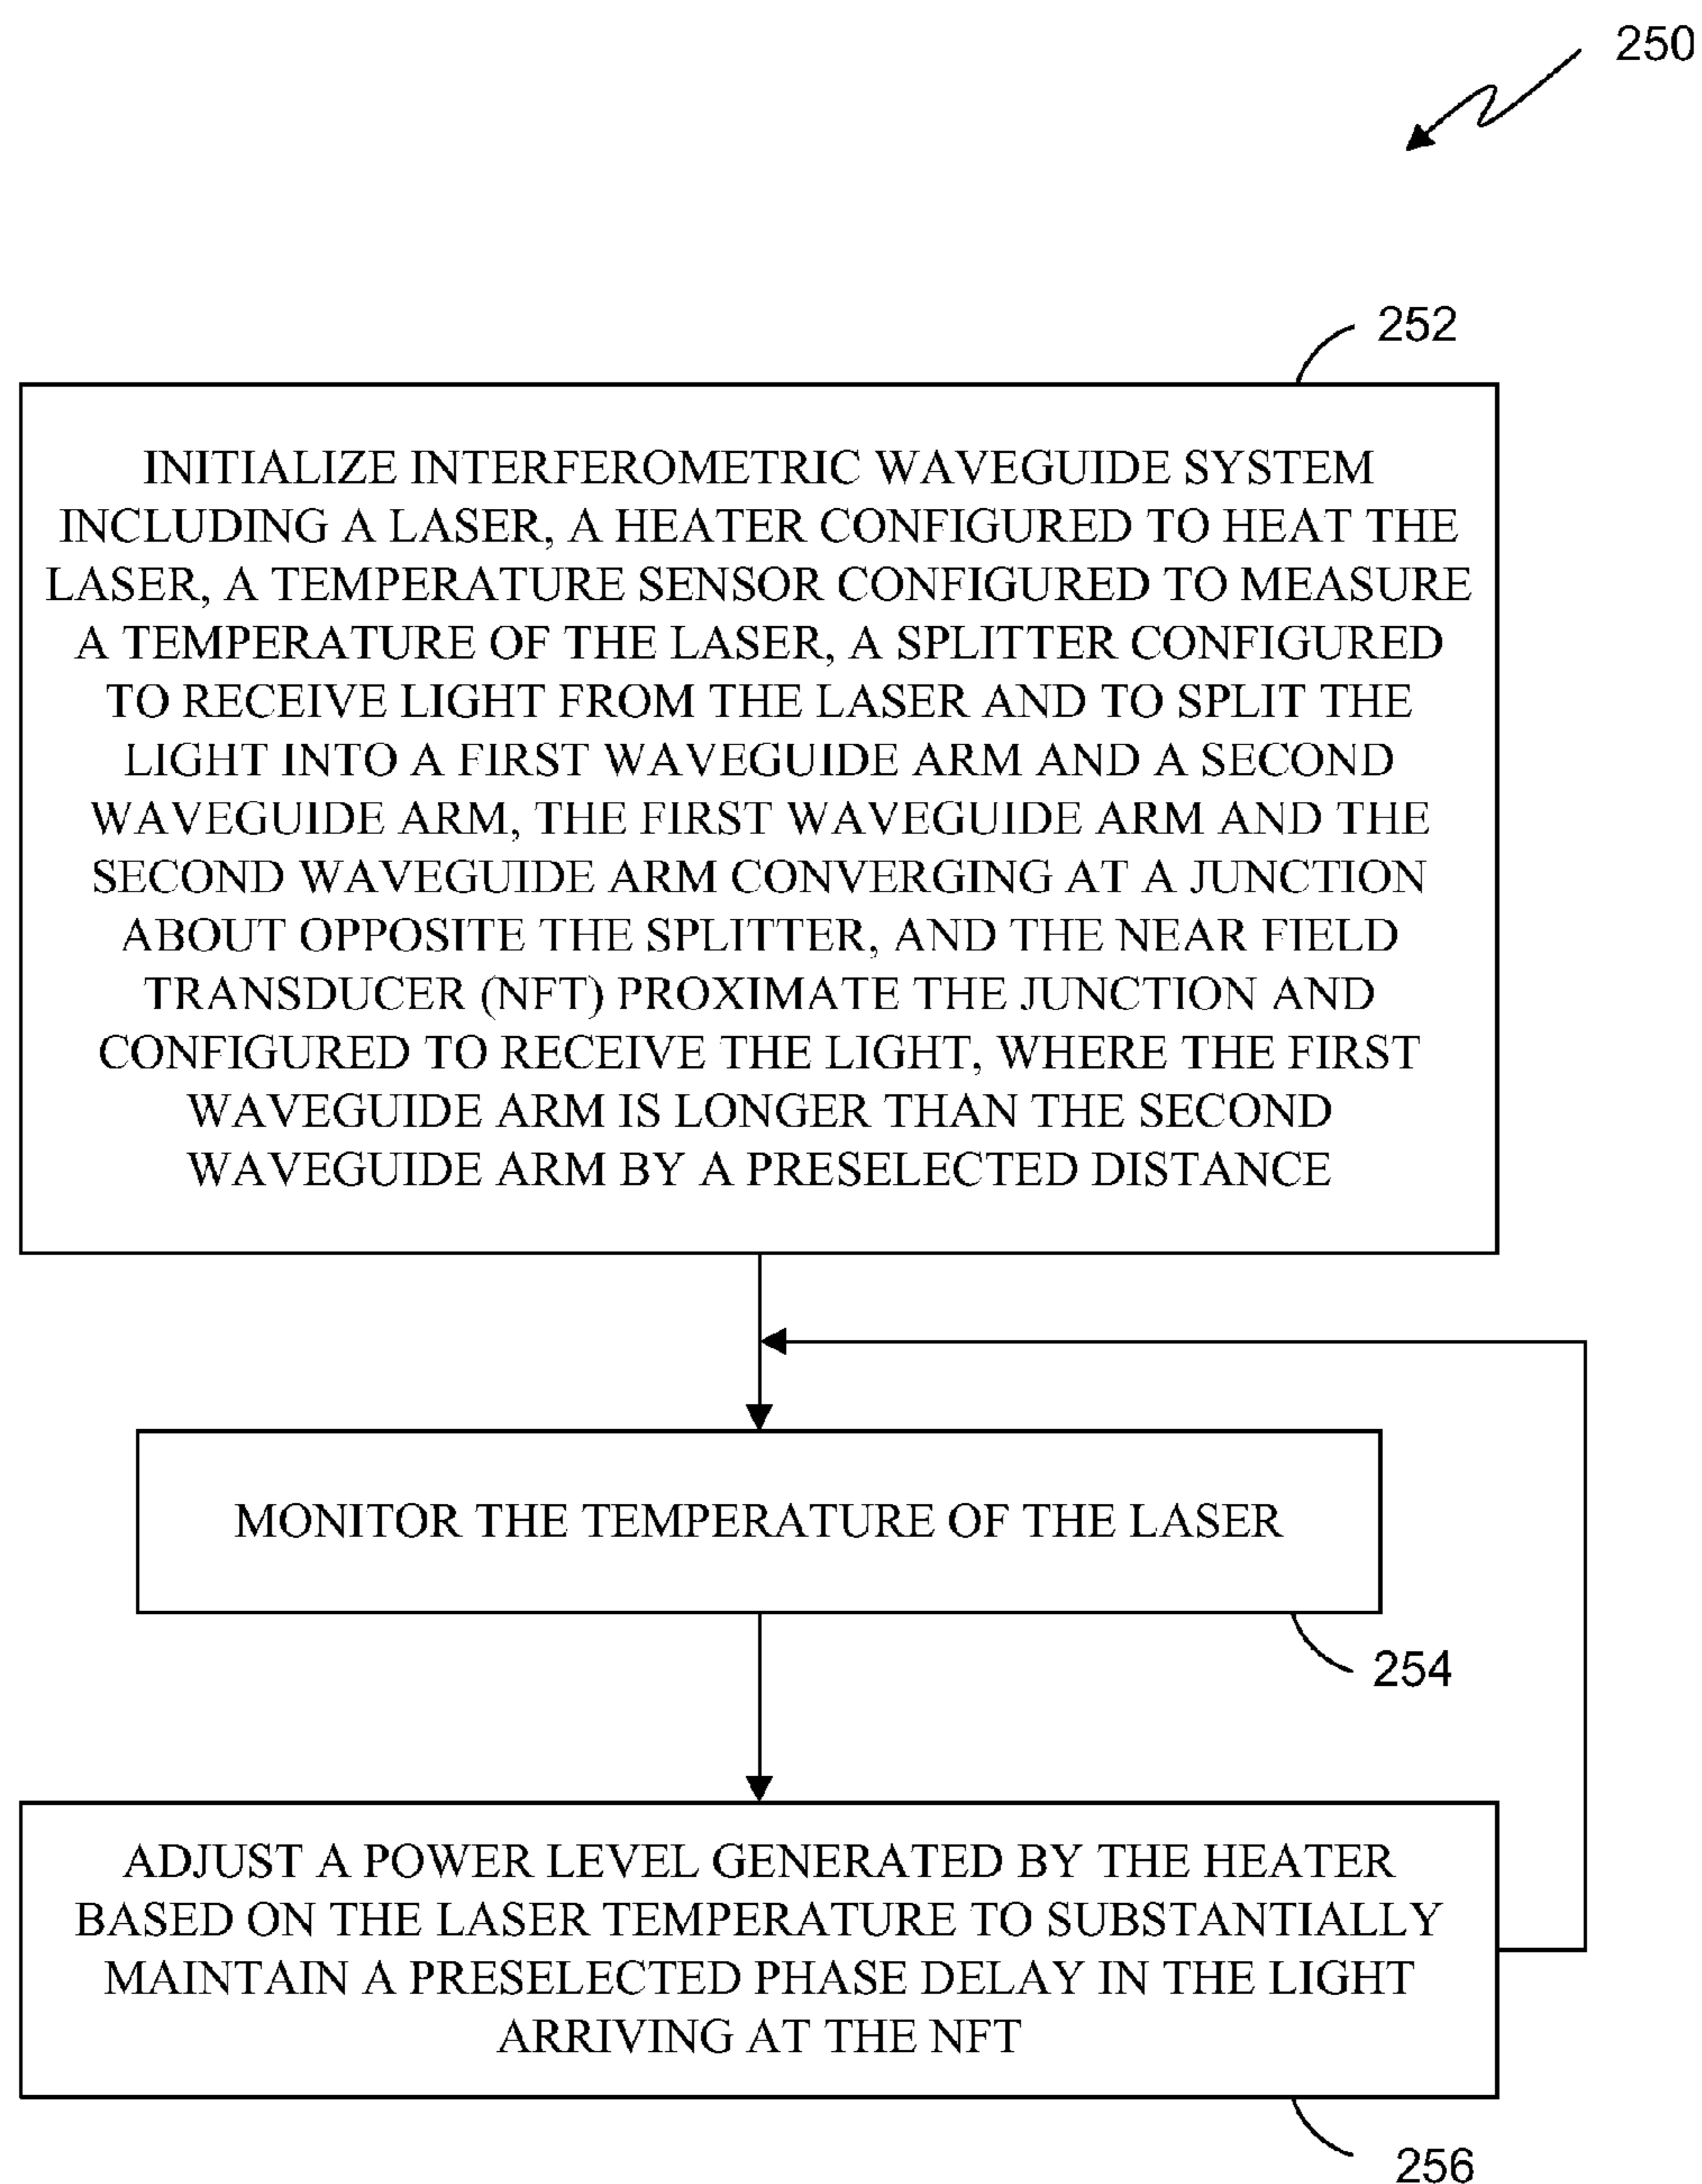 250
252
INITIALIZE INTERFEROMETRIC WAVEGUIDE SYSTEM
INCLUDING A LASER, A HEATER CONFIGURED TO HEAT THE
LASER, A TEMPERATURE SENSOR CONFIGURED TO MEASURE
A TEMPERATURE OF THE LASER, A SPLITTER CONFIGURED
TO RECEIVE LIGHT FROM THE LASER AND TO SPLIT THE
LIGHT INTO A FIRST WAVEGUIDE ARM AND A SECOND
WAVEGUIDE ARM, THE FIRST WAVEGUIDE ARM AND THE
SECOND WAVEGUIDE ARM CONVERGING AT A JUNCTION
ABOUT OPPOSITE THE SPLITTER, AND THE NEAR FIELD
TRANSDUCER (NFT) PROXIMATE THE JUNCTION AND
CONFIGURED TO RECEIVE THE LIGHT, WHERE THE FIRST
WAVEGUIDE ARM IS LONGER THAN THE SECOND
WAVEGUIDE ARM BY A PRESELECTED DISTANCE
MONITOR THE TEMPERATURE OF THE LASER
254
ADJUST A POWER LEVEL GENERATED BY THE HEATER
BASED ON THE LASER TEMPERATURE TO SUBSTANTIALLY
MAINTAIN A PRESELECTED PHASE DELAY IN THE LIGHT
ARRIVING AT THE NFT
256